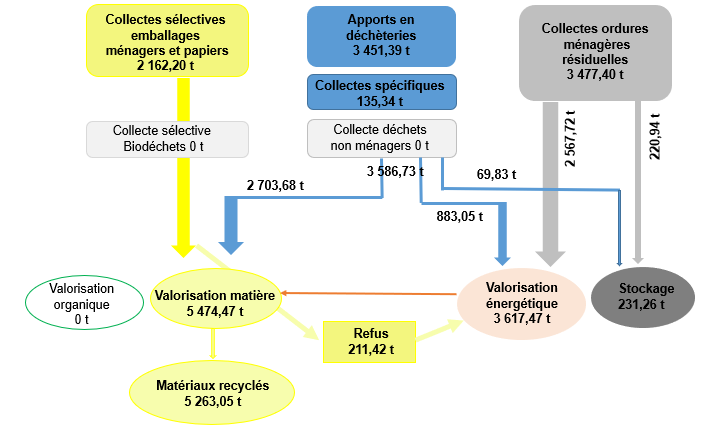 Collectes sélectives
emballages
ménagers et papiers
2 162,20 t
Apports en
déchèteries
3 451,39 t
Collectes ordures
ménagères
résiduelles
3 477,40 t
Collectes spécifiques
135,34 t
Collecte sélective
Biodéchets 0 t
Collecte déchets
non ménagers 0 t
2 567,72 t
220,94 t
3 586,73 t
69,83 t
2 703,68 t
883,05 t
Valorisation
organique
0 t
Valorisation matière
5 474,47 t
Valorisation
énergétique
3 617,47 t
Stockage
231,26 t
Refus
211,42 t
Matériaux recyclés
5 263,05 t